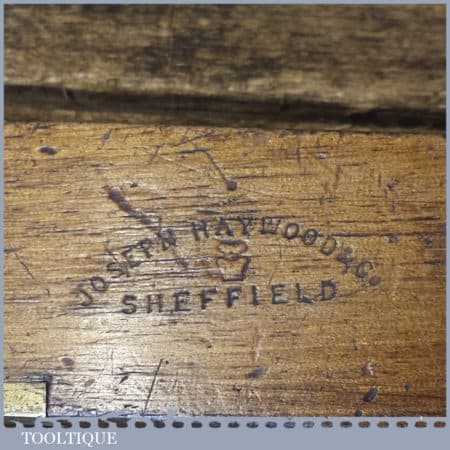 JOSEPH HAYWOOD & Co.
SHEFFIELD
TOOLTIQUE